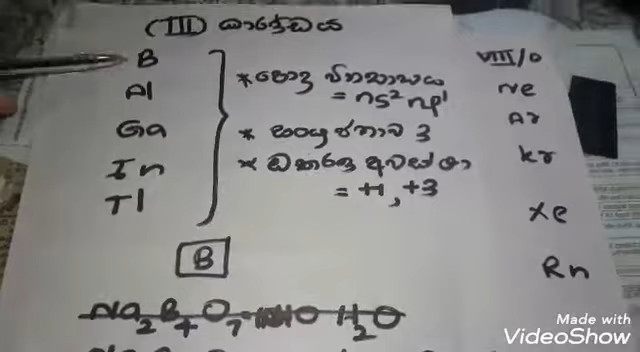 (III) කාණ්ඩය
B
Al
Ga
In
Tl
* පොදු වින්‍යාසය
= ns² np¹
* සංයුජතාව 3
* ඔක්සිකරණ අවස්ථා
= +1, +3
VIII/0
Ne
Ar
Kr
Xe
Rn
B
Na₂B₄O₇·10H₂O
Made with
VideoShow